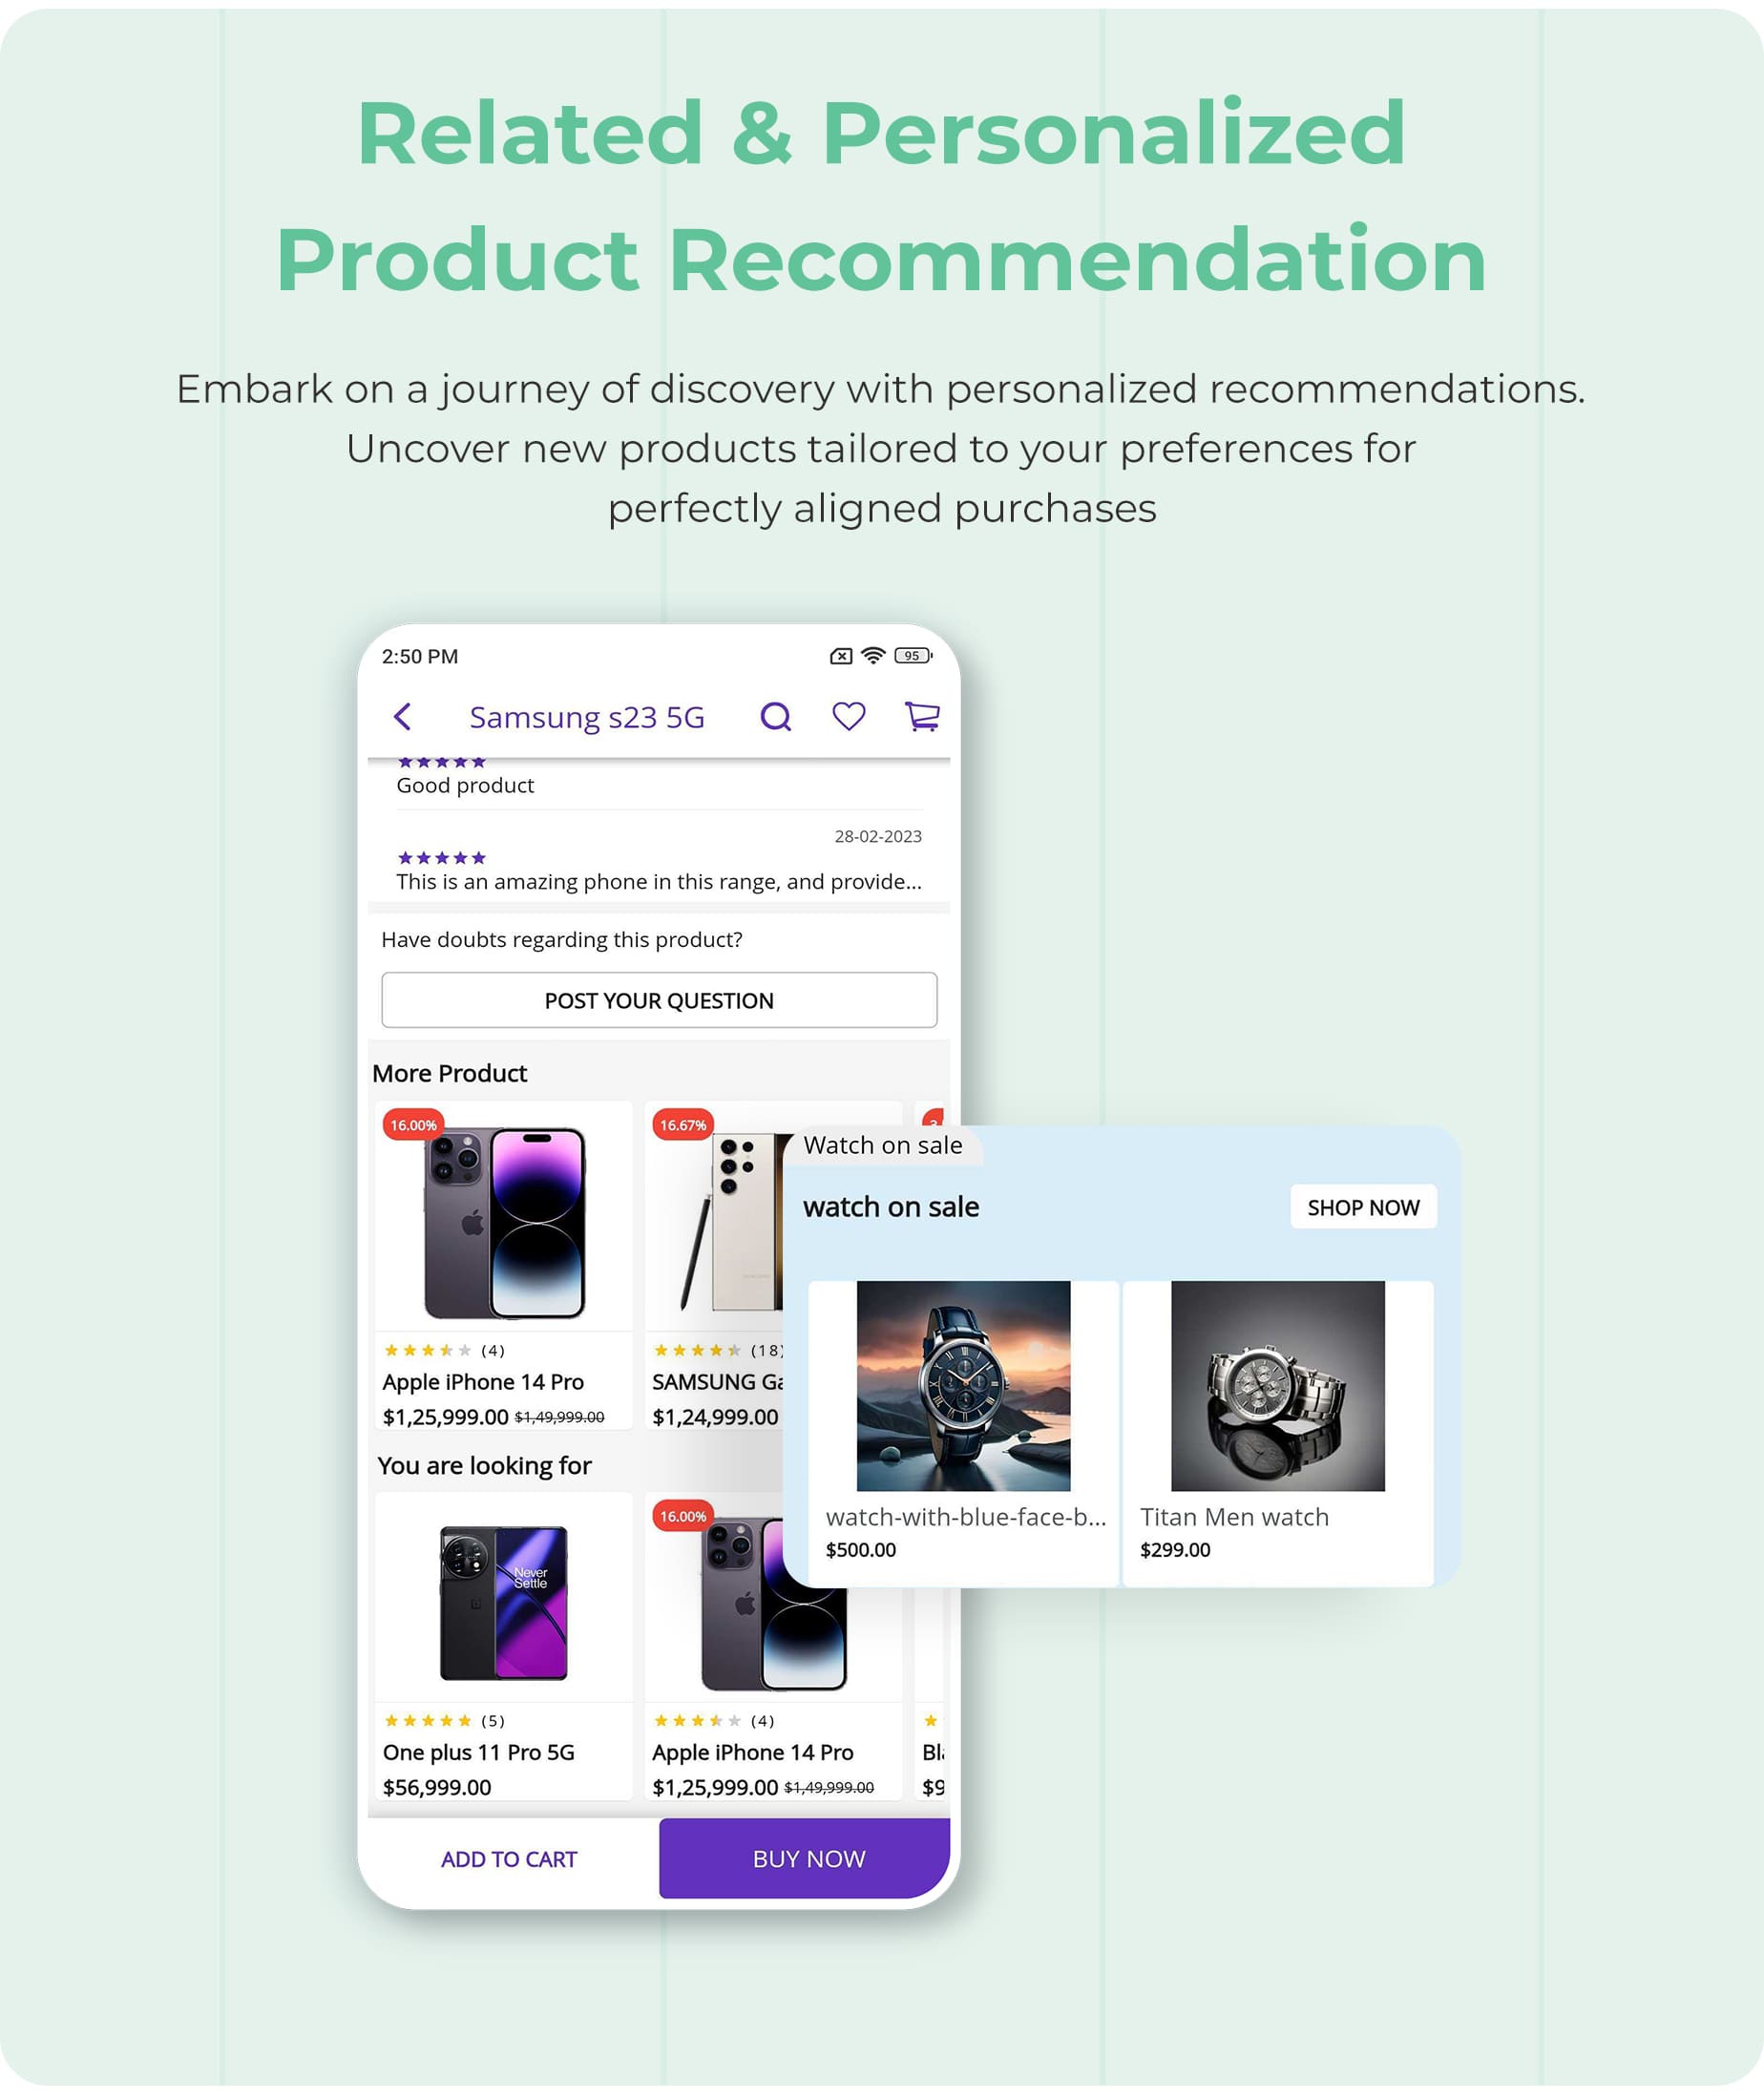 Related & Personalized
Product Recommendation
Embark on a journey of discovery with personalized recommendations.
Uncover new products tailored to your preferences for
perfectly aligned purchases
2:50 PM
95
Samsung s23 5G
Good product
28-02-2023
This is an amazing phone in this range, and provide...
Have doubts regarding this product?
POST YOUR QUESTION
More Product
16.00%
16.67%
(4)
(18)
Apple iPhone 14 Pro
SAMSUNG
$1,25,999.00 $1,49,999.00
$1,24,999.00
Watch on sale
watch on sale
SHOP NOW
watch-with-blue-face-b...
Titan Men watch
$500.00
$299.00
You are looking for
16.00%
Never
Settle
(5)
(4)
One plus 11 Pro 5G
Apple iPhone 14 Pro
$56,999.00
$1,25,999.00 $1,49,999.00
ADD TO CART
BUY NOW